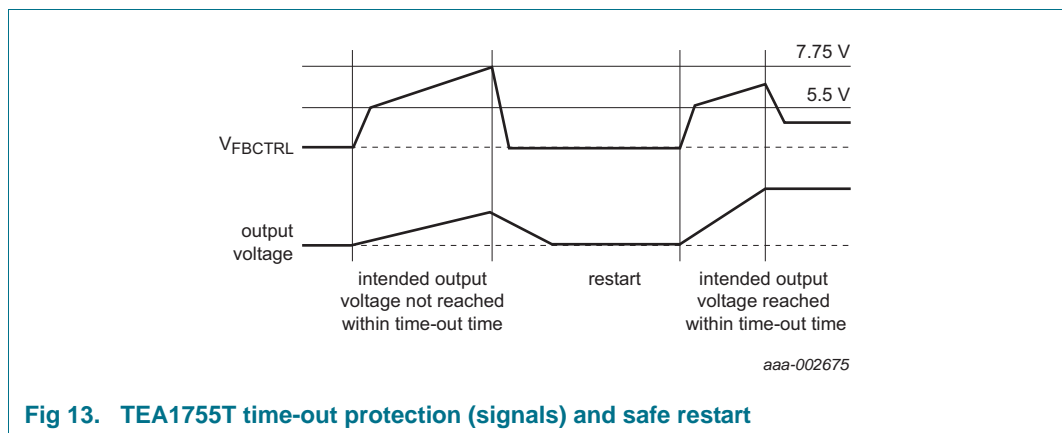 7.75 V
5.5 V
VFBCTRL
output
voltage
intended output
voltage not reached
within time-out time
restart
intended output
voltage reached
within time-out time
aaa-002675
Fig 13. TEA1755T time-out protection (signals) and safe restart